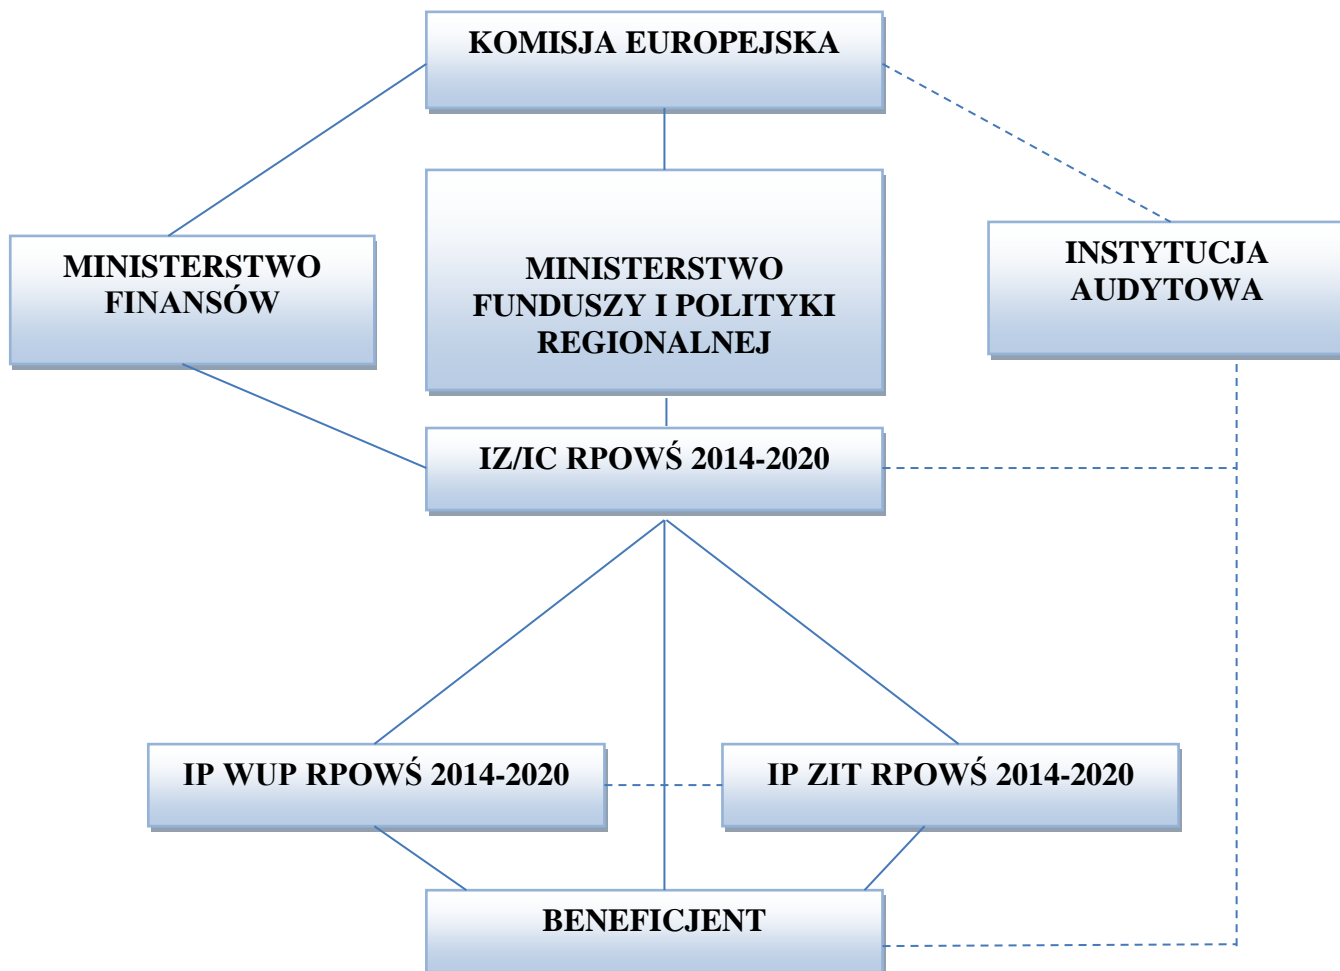 KOMISJA EUROPEJSKA
MINISTERSTWO
FINANSÓW
MINISTERSTWO
FUNDUSZY I POLITYKI
REGIONALNEJ
INSTYTUCJA
AUDYTOWA
IZ/IC RPOWŚ 2014-2020
IP WUP RPOWŚ 2014-2020
IP ZIT RPOWŚ 2014-2020
BENEFICJENT